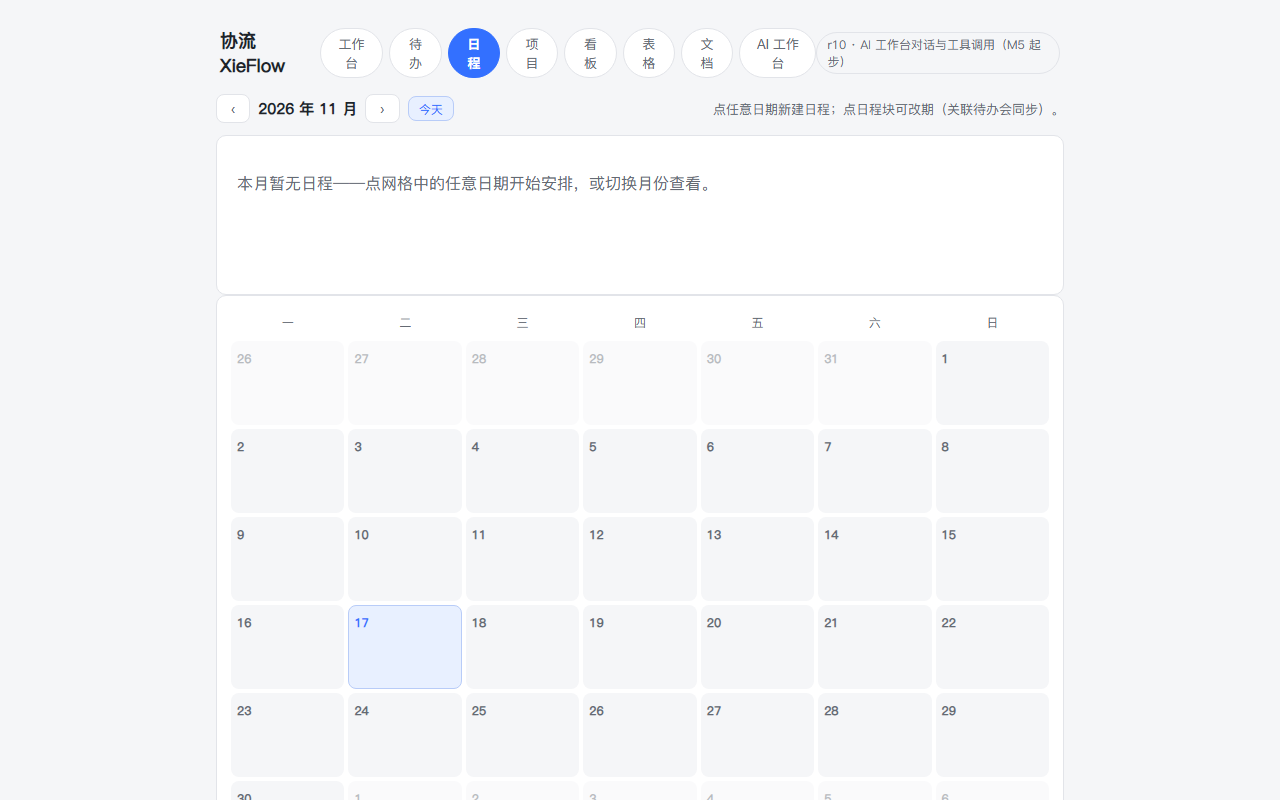 协流
XieFlow
工作
台
待
办
日
程
项
目
看
板
表
格
文
档
AI 工作
台
r10 · AI 工作台对话与工具调用（M5 起
步）
‹ 2026 年 11 月 › 今天
点任意日期新建日程；点日程块可改期（关联待办会同步）。
本月暂无日程——点网格中的任意日期开始安排，或切换月份查看。
一 二 三 四 五 六 日
26 27 28 29 30 31 1
2 3 4 5 6 7 8
9 10 11 12 13 14 15
16 17 18 19 20 21 22
23 24 25 26 27 28 29
30 1 2 3 4 5 6